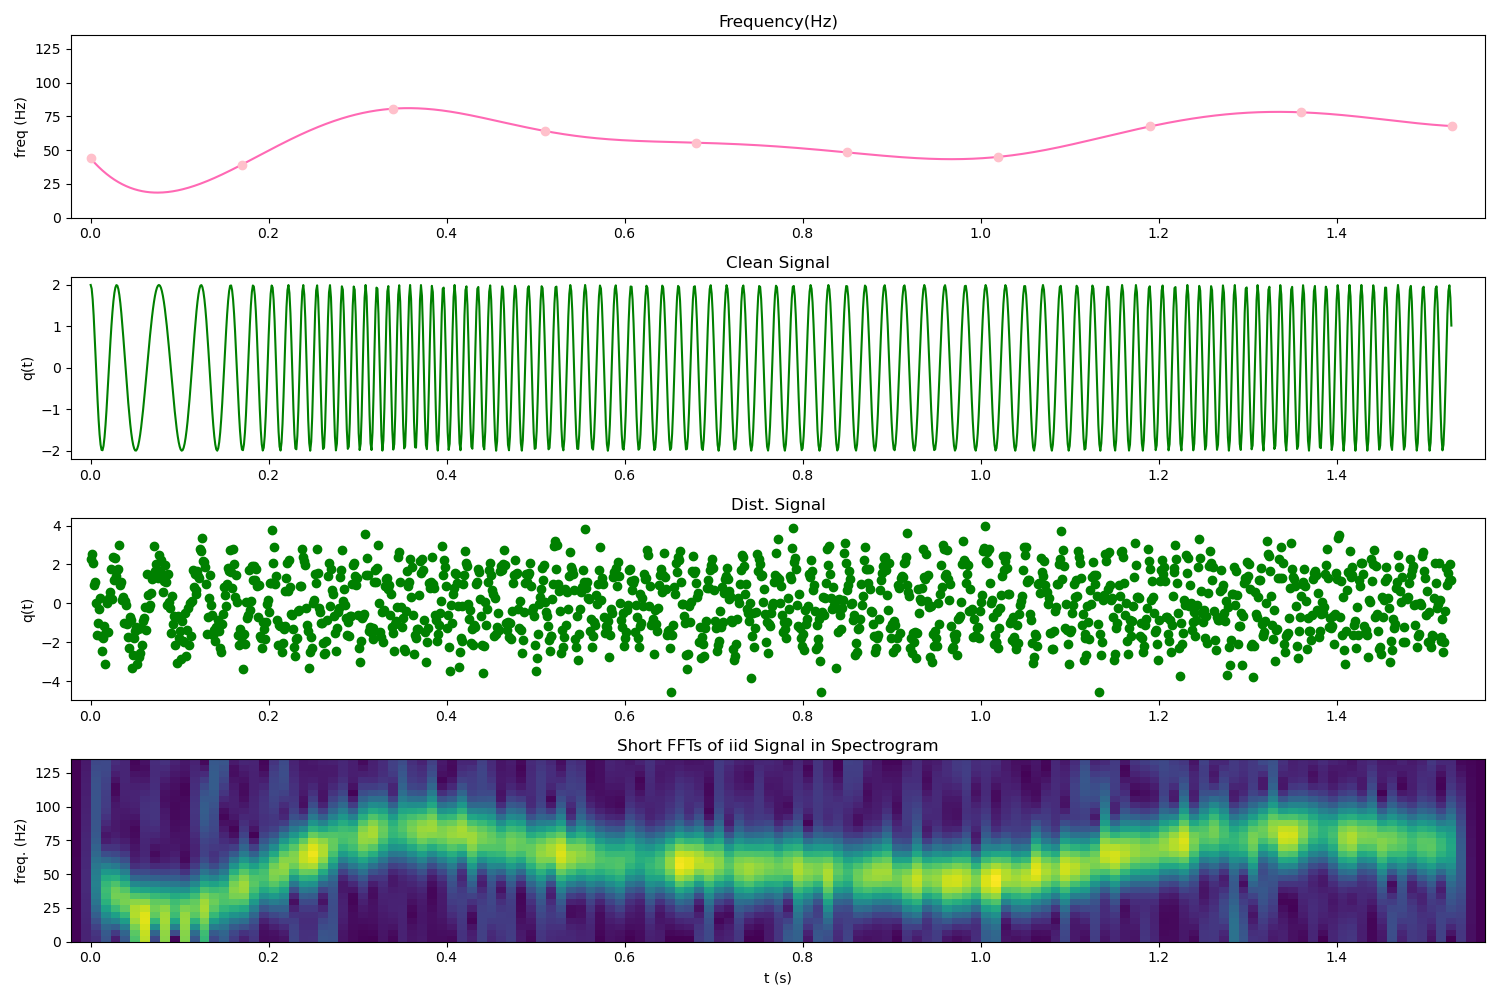 Frequency(Hz)
freq (Hz)
125
100
75
50
25
0
0.0 0.2 0.4 0.6 0.8 1.0 1.2 1.4
Clean Signal
q(t)
2
1
0
−1
−2
0.0 0.2 0.4 0.6 0.8 1.0 1.2 1.4
Dist. Signal
q(t)
4
2
0
−2
−4
0.0 0.2 0.4 0.6 0.8 1.0 1.2 1.4
Short FFTs of iid Signal in Spectrogram
freq. (Hz)
125
100
75
50
25
0
0.0 0.2 0.4 0.6 0.8 1.0 1.2 1.4
t (s)